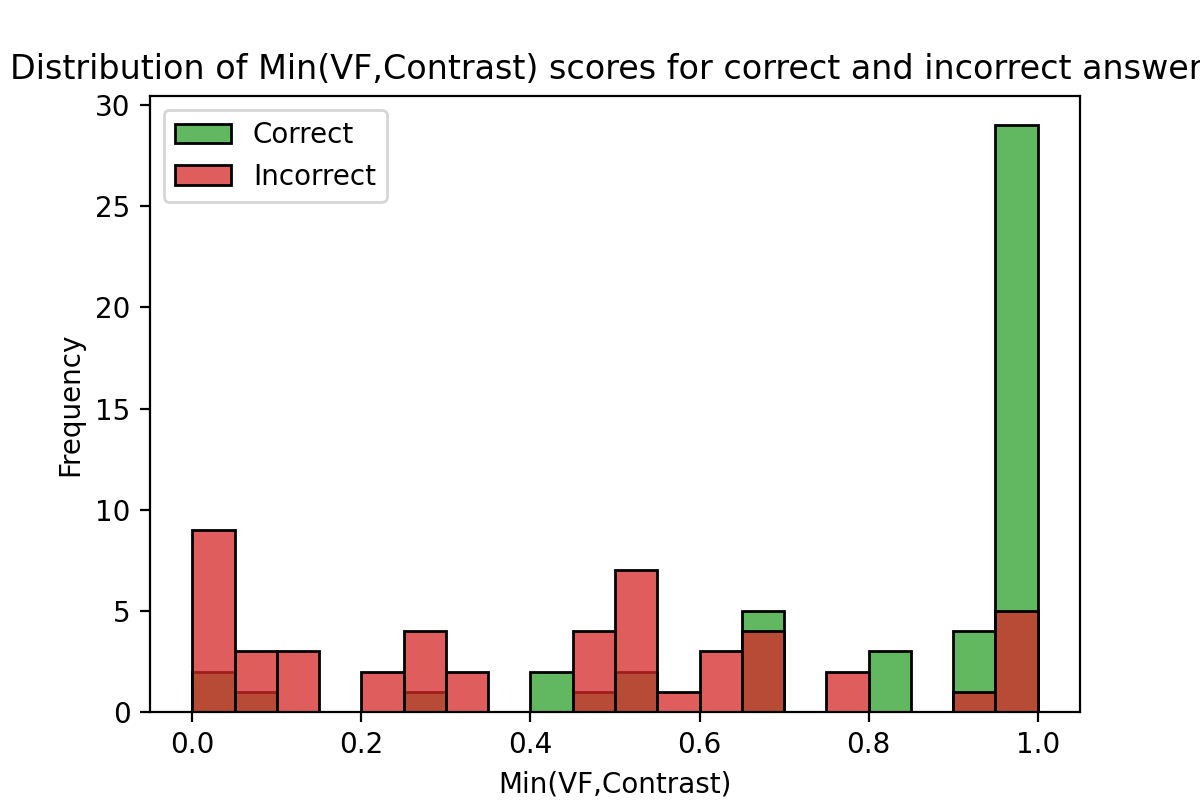 Distribution of Min(VF,Contrast) scores for correct and incorrect answer
30
25
20
15
10
5
0
Frequency
Correct
Incorrect
0.0 0.2 0.4 0.6 0.8 1.0
Min(VF,Contrast)